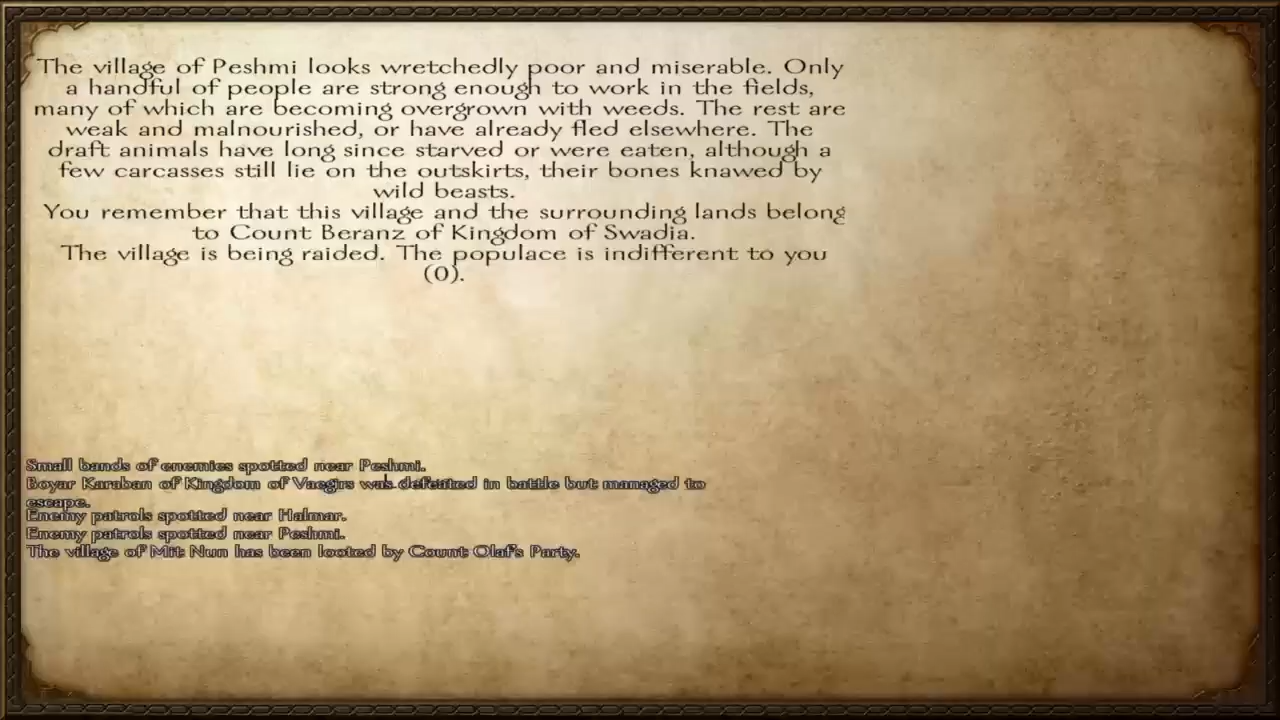 The village of Peshmi looks wretchedly poor and miserable. Only
a handful of people are strong enough to work in the fields,
many of which are becoming overgrown with weeds. The rest are
weak and malnourished, or have already fled elsewhere. The
draft animals have long since starved or were eaten, although a
few carcasses still lie on the outskirts, their bones knawed by
wild beasts.
You remember that this village and the surrounding lands belong
to Count Beranz of Kingdom of Swadia.
The village is being raided. The populace is indifferent to you
(0).
Small bands of enemies spotted near Peshmi.
Boyar Karaban of Kingdom of Vaegirs was defeated in battle but managed to
escape.
Enemy patrols spotted near Halmar.
Enemy patrols spotted near Peshmi.
The village of Mit Nun has been looted by Count Olaf's Party.